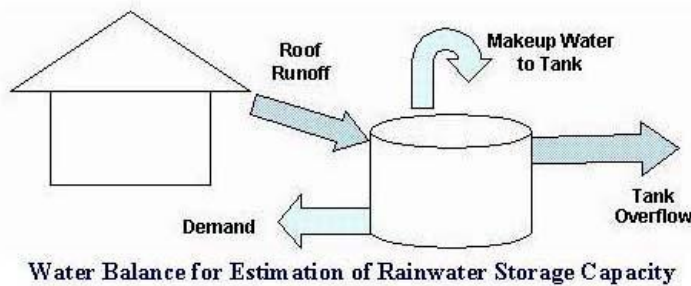 Roof
Runoff
Makeup Water
to Tank
Demand
Tank
Overflow
Water Balance for Estimation of Rainwater Storage Capacity